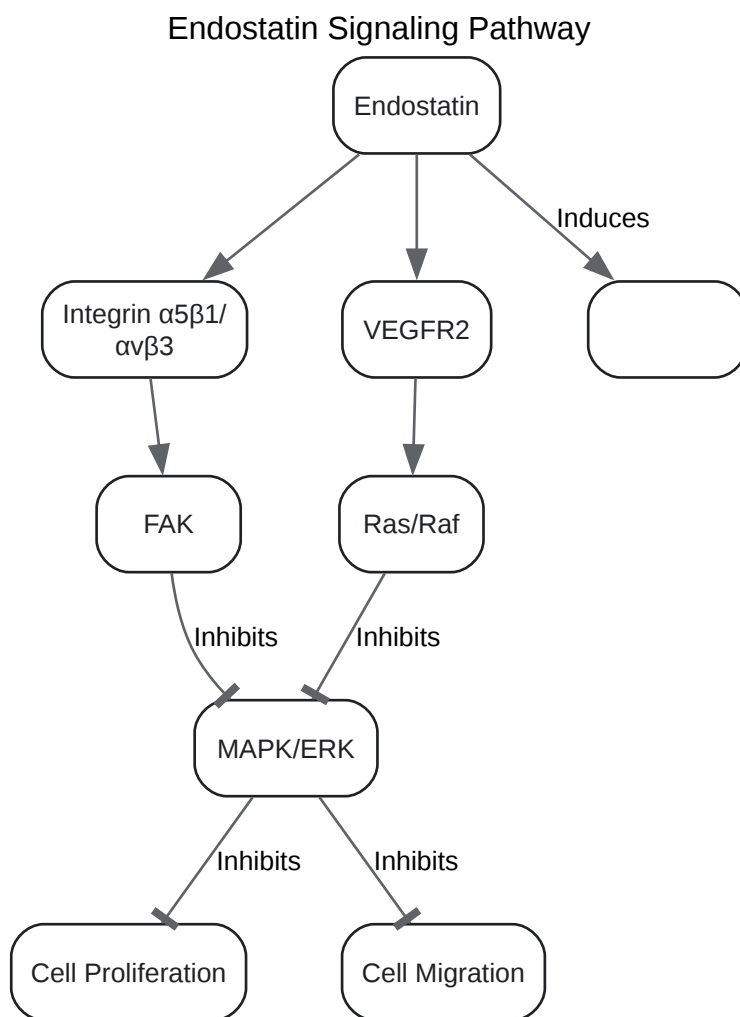 Endostatin Signaling Pathway
Endostatin
Induces
Integrin α5β1/
αvβ3
VEGFR2
FAK
Ras/Raf
Inhibits
Inhibits
MAPK/ERK
Inhibits
Inhibits
Cell Proliferation
Cell Migration